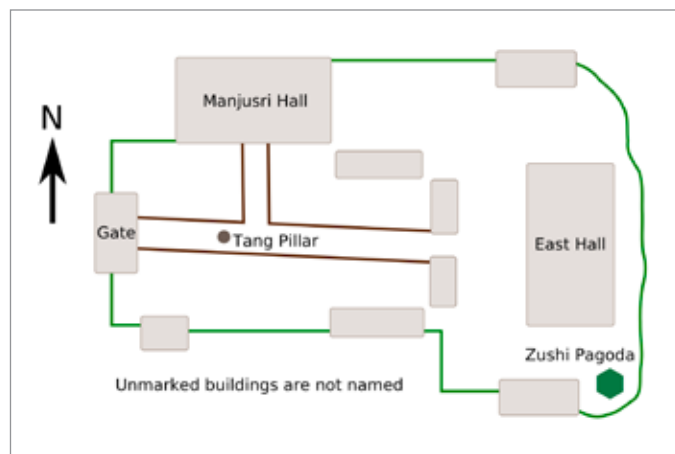 N
Manjusri Hall
Gate
Tang Pillar
East Hall
Zushi Pagoda
Unmarked buildings are not named